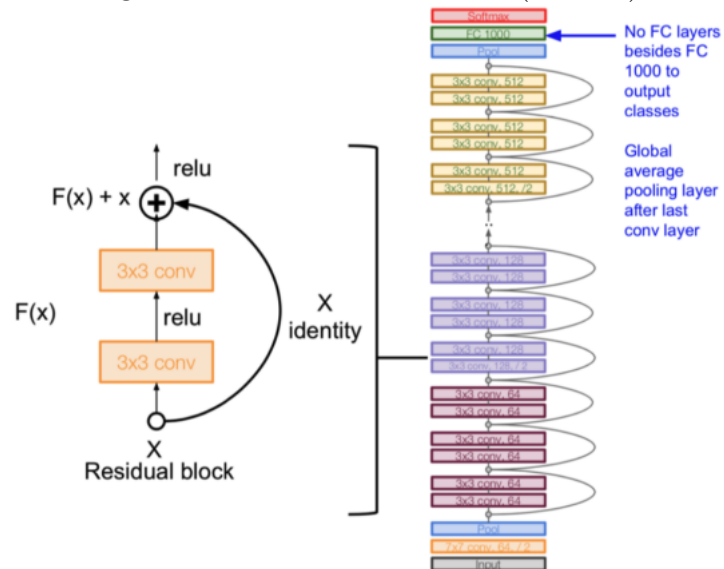 relu
F(x) + x
3x3 conv
F(x)
relu
3x3 conv
X
Residual block
X
identity
Softmax
FC 1000
Pool
3x3 conv, 512
3x3 conv, 512
3x3 conv, 512
3x3 conv, 512
3x3 conv, 512
3x3 conv, 512, /2
..
3x3 conv, 128
3x3 conv, 128
3x3 conv, 128
3x3 conv, 128
3x3 conv, 128
3x3 conv, 128, / 2
3x3 conv, 64
3x3 conv, 64
3x3 conv, 64
3x3 conv, 64
3x3 conv, 64
3x3 conv, 64
Pool
7x7 conv, 64, / 2
Input
No FC layers
besides FC
1000 to
output
classes
Global
average
pooling layer
after last
conv layer